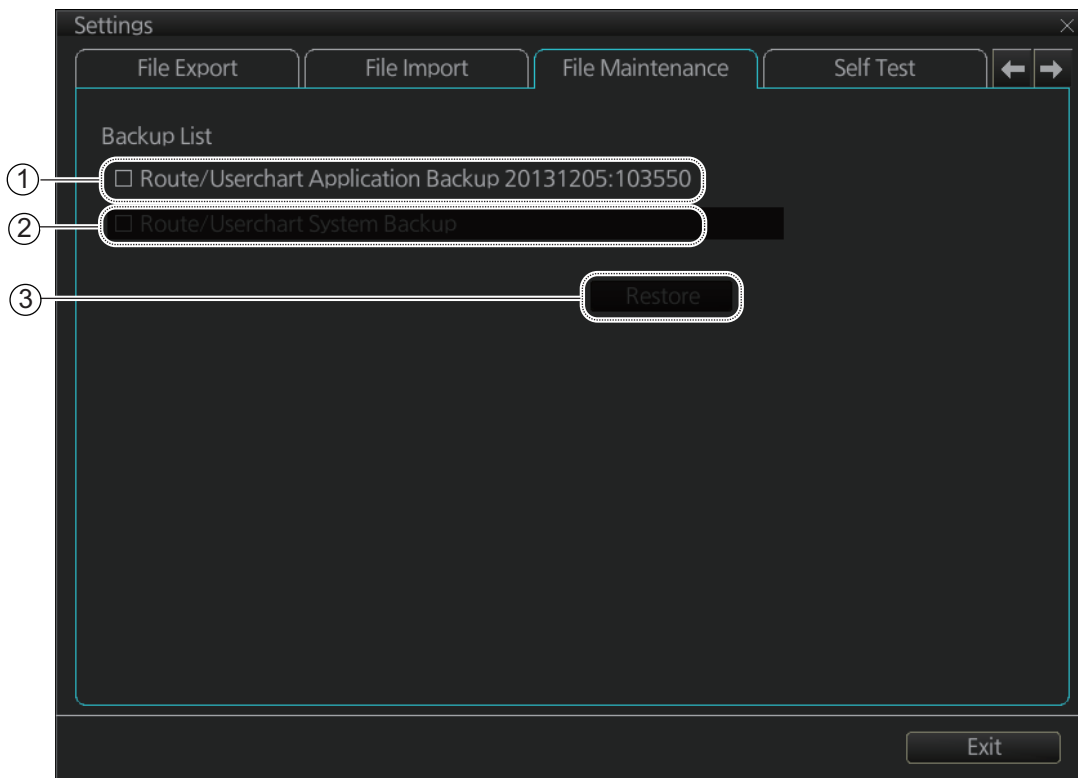 Settings
File Export
File Import
File Maintenance
Self Test
Backup List
1
Route/Userchart Application Backup 20131205:103550
2
Route/Userchart System Backup
3
Restore
Exit